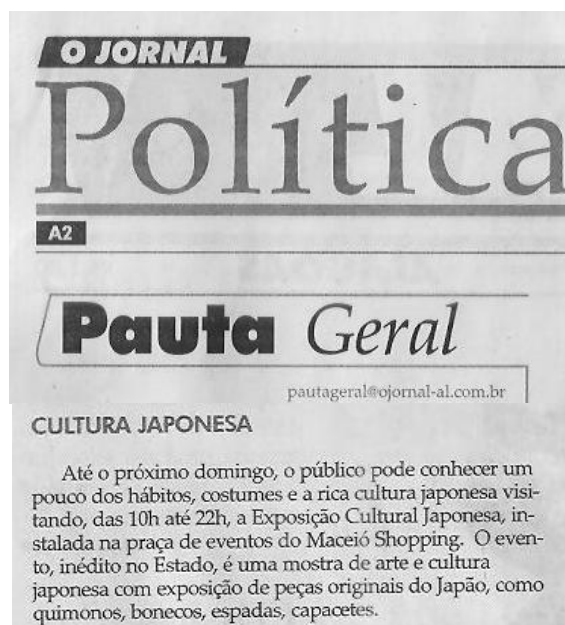 O JORNAL
Política
A2
Pauta Geral
pautageral@ojornal-al.com.br
CULTURA JAPONESA
Até o próximo domingo, o público pode conhecer um
pouco dos hábitos, costumes e a rica cultura japonesa visi-
tando, das 10h até 22h, a Exposição Cultural Japonesa, in-
stalada na praça de eventos do Maceió Shopping. O even-
to, inédito no Estado, é uma mostra de arte e cultura
japonesa com exposição de peças originais do Japão, como
quimonos, bonecos, espadas, capacetes.